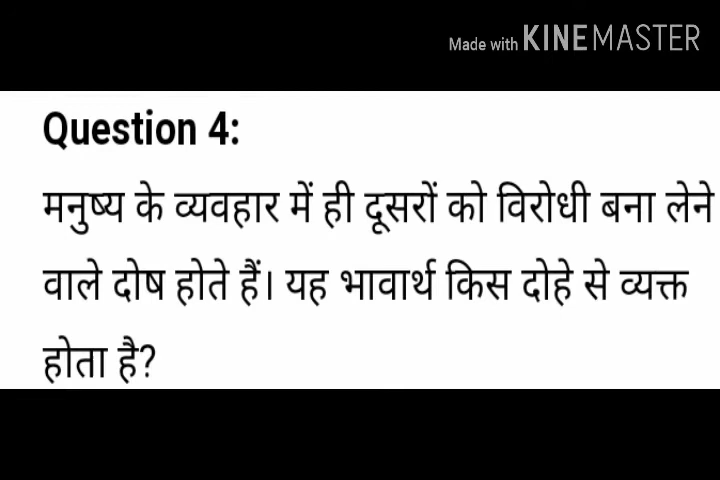 Made with KINEMASTER
Question 4:
मनुष्य के व्यवहार में ही दूसरों को विरोधी बना लेने
वाले दोष होते हैं। यह भावार्थ किस दोहे से व्यक्त
होता है?